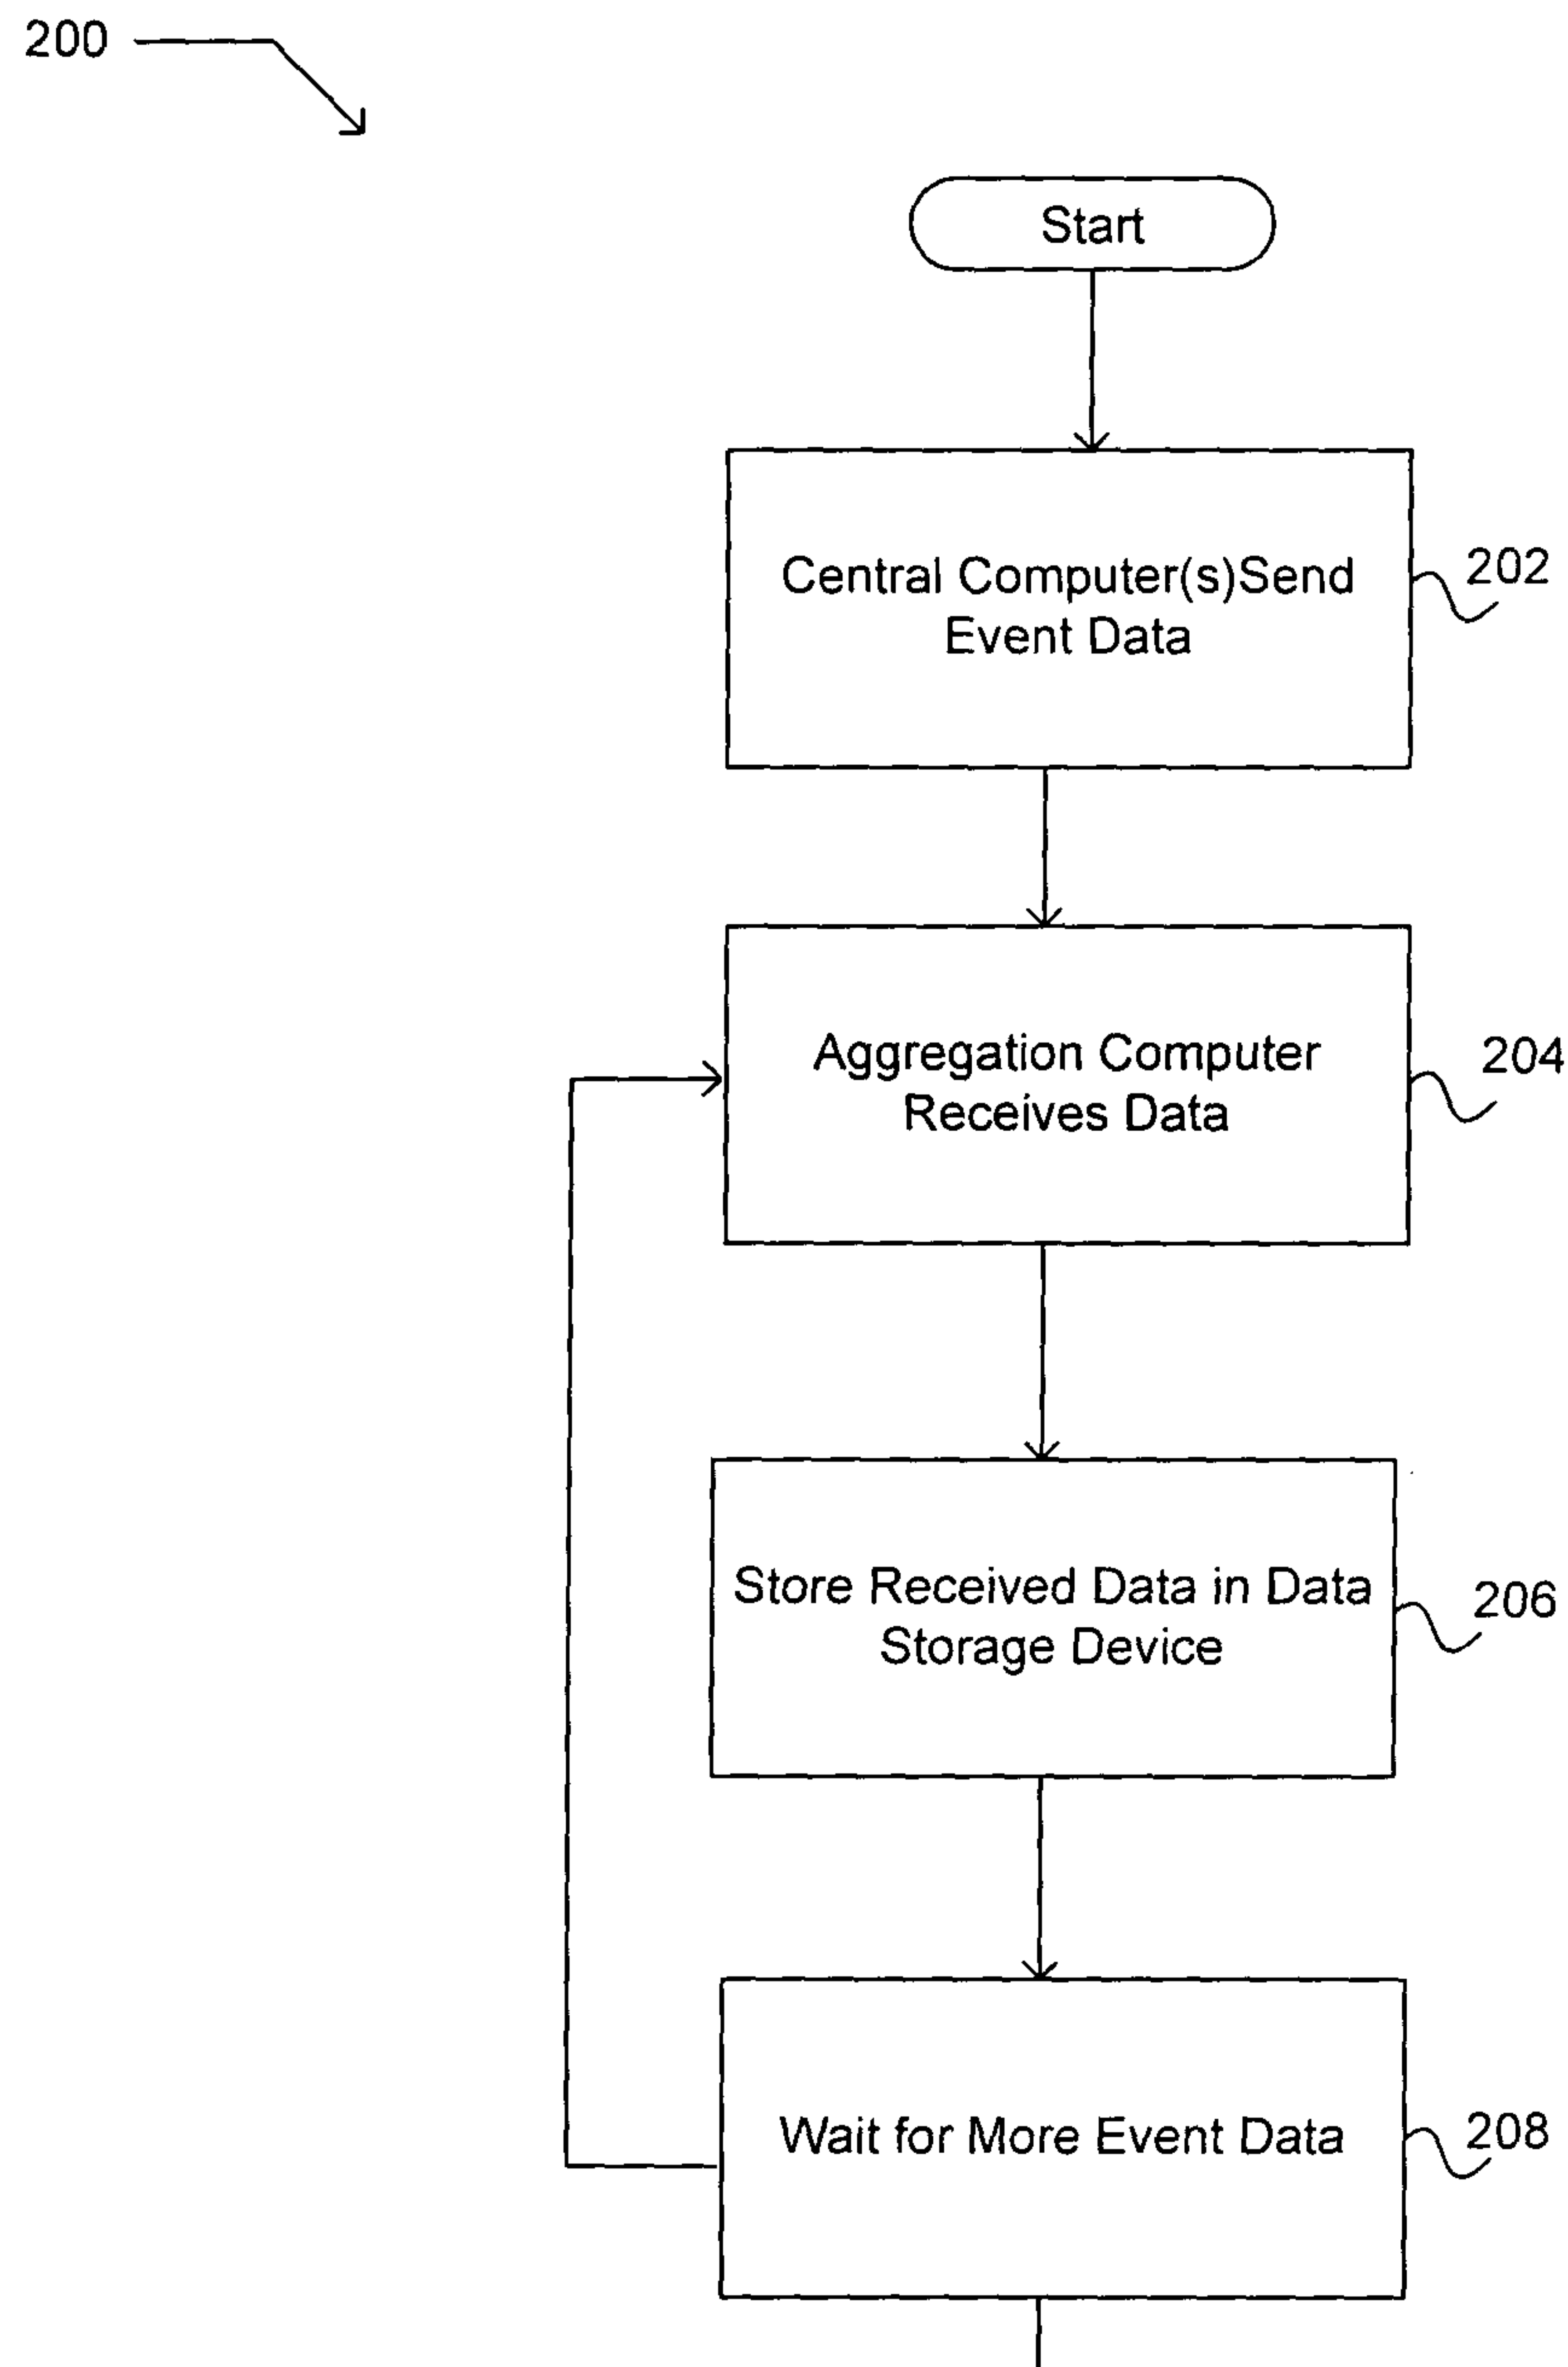 200
Start
Central Computer(s)Send
Event Data
202
Aggregation Computer
Receives Data
204
Store Received Data in Data
Storage Device
206
Wait for More Event Data
208